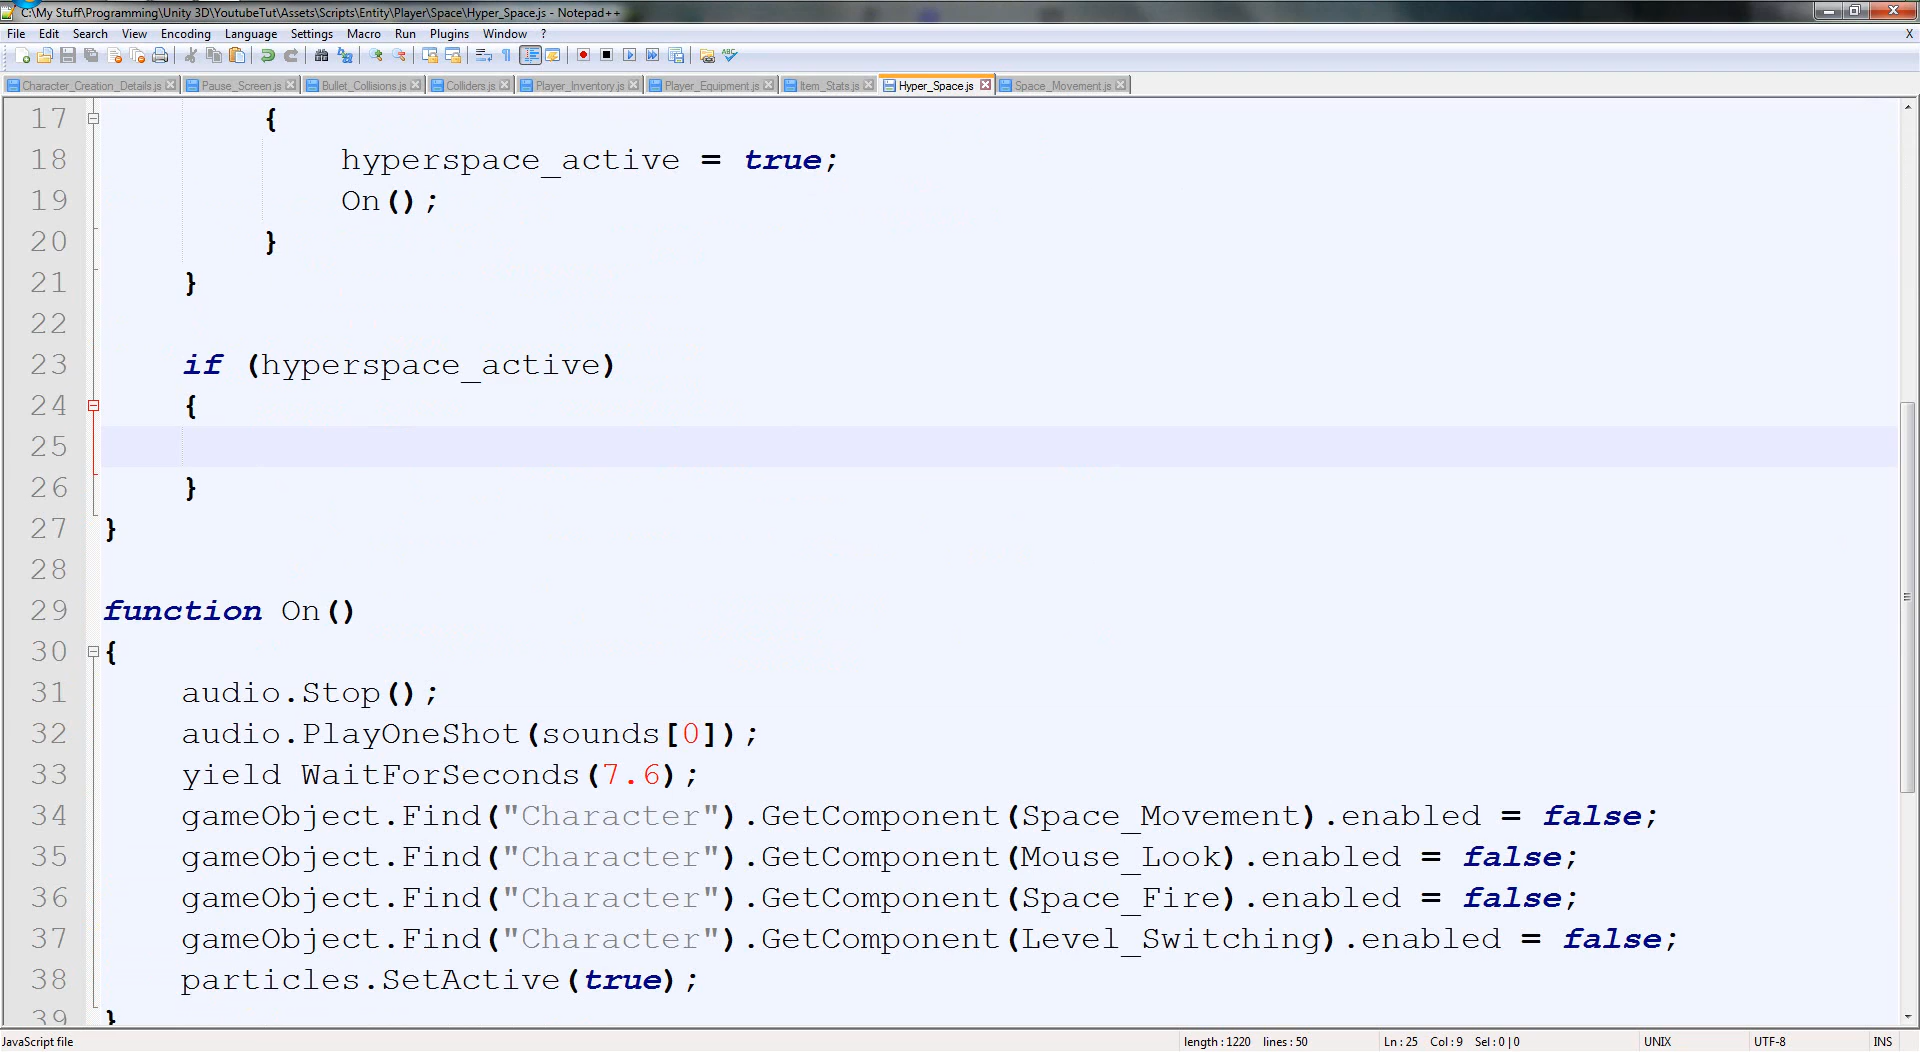 C:\My Stuff\Programming\Unity 3D\YoutubeTut\Assets\Scripts\Entity\Player\Space\Hyper_Space.js - Notepad++
File Edit Search View Encoding Language Settings Macro Run Plugins Window ? X
Character_Creation_Details.js Pause_Screen.js Bullet_Collisions.js Colliders.js Player_Inventory.js Player_Equipment.js Item_Stats.js Hyper_Space.js Space_Movement.js
17 {
18 hyperspace_active = true;
19 On();
20 }
21 }
22
23 if (hyperspace_active)
24 {
25
26 }
27 }
28
29 function On()
30 {
31 audio.Stop();
32 audio.PlayOneShot(sounds[0]);
33 yield WaitForSeconds(7.6);
34 gameObject.Find("Character").GetComponent(Space_Movement).enabled = false;
35 gameObject.Find("Character").GetComponent(Mouse_Look).enabled = false;
36 gameObject.Find("Character").GetComponent(Space_Fire).enabled = false;
37 gameObject.Find("Character").GetComponent(Level_Switching).enabled = false;
38 particles.SetActive(true);
39 }
JavaScript file length : 1220 lines : 50 Ln : 25 Col : 9 Sel : 0 | 0 UNIX UTF-8 INS